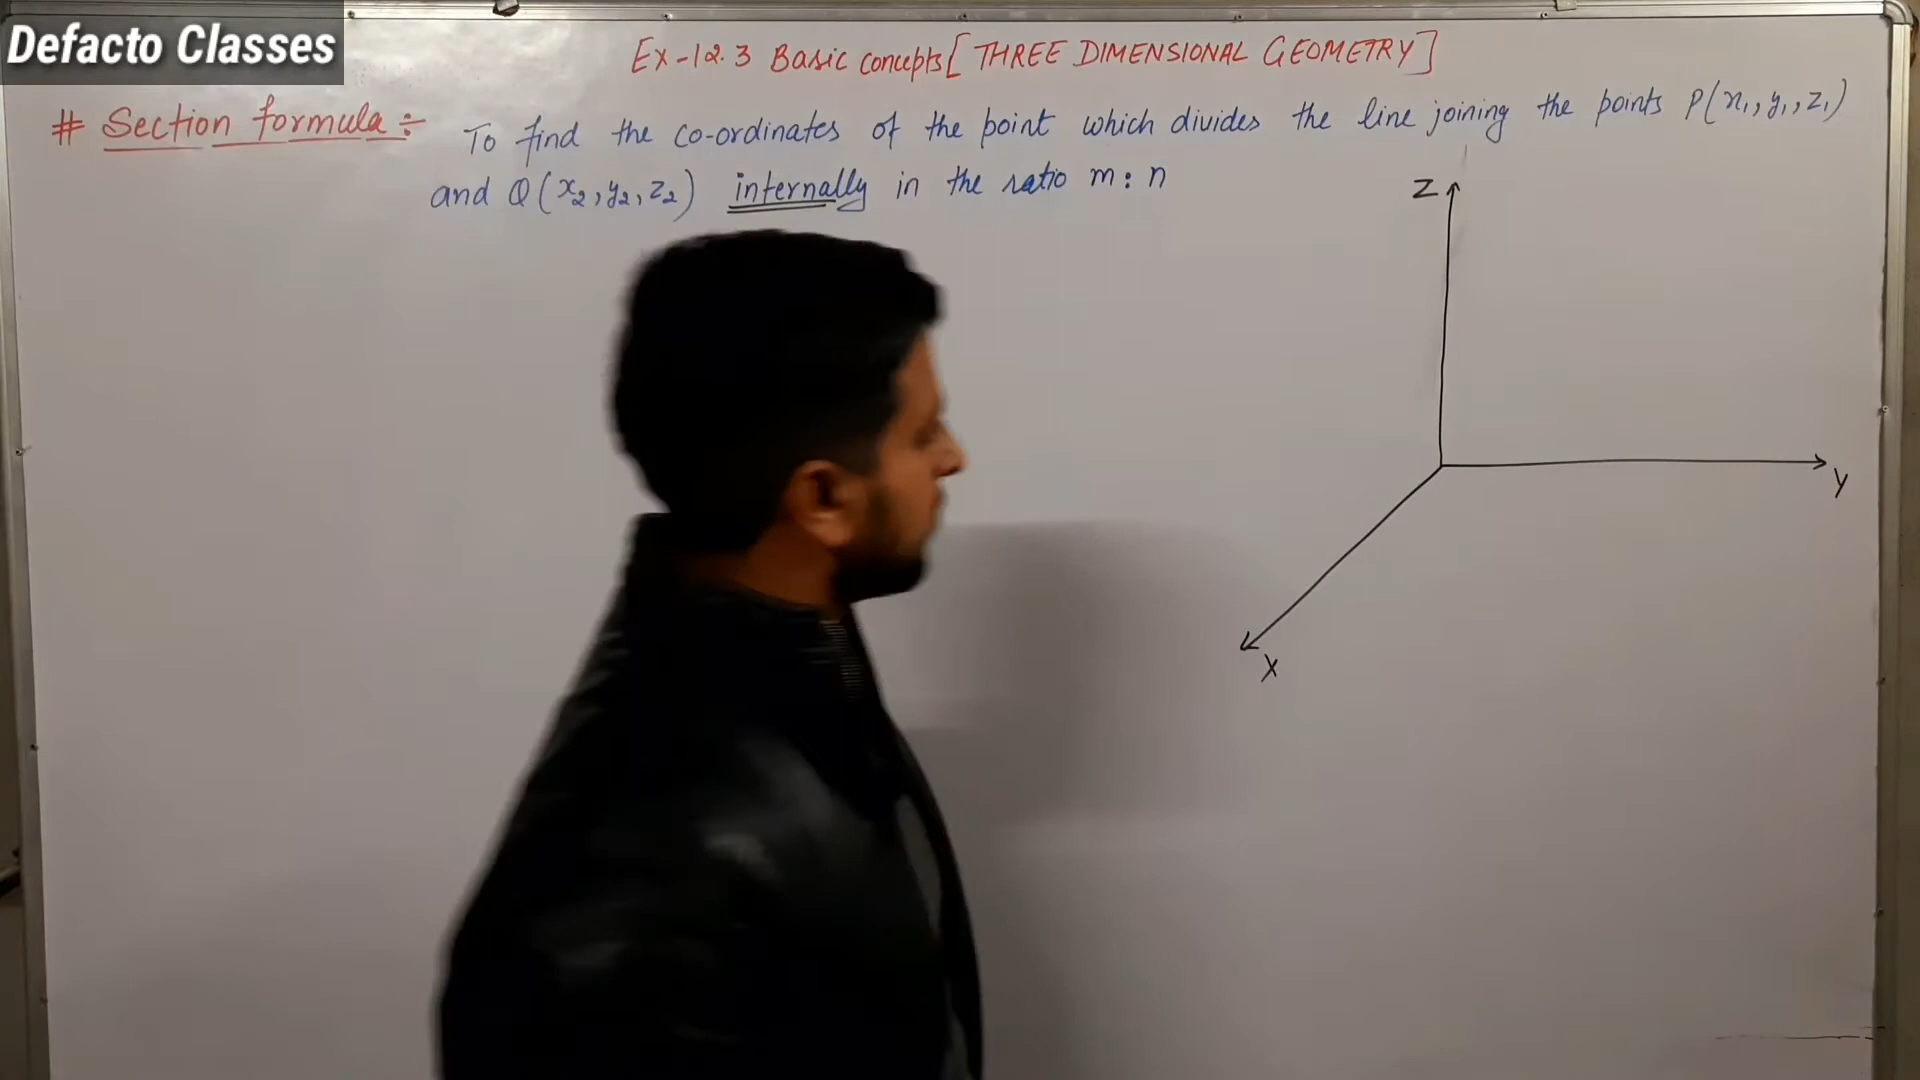 Defacto Classes
Ex-12.3 Basic concepts [THREE DIMENSIONAL GEOMETRY]
# Section formula :- To find the co-ordinates of the point which divides the line joining the points P(x₁, y₁, z₁)
and Q(x₂, y₂, z₂) internally in the ratio m : n
Z
Y
X